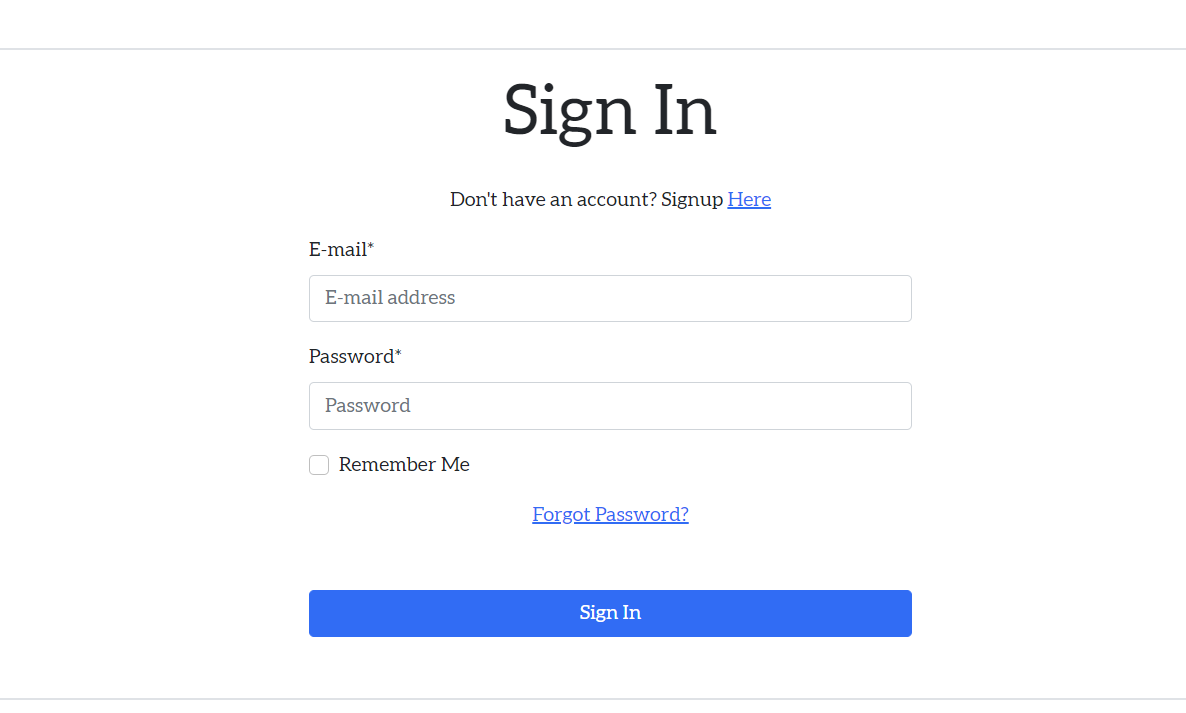 Sign In
Don't have an account? Signup Here
E-mail*
E-mail address
Password*
Password
Remember Me
Forgot Password?
Sign In